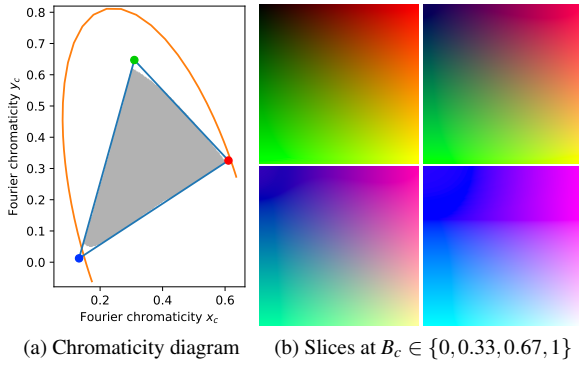 0.8
0.7
0.6
0.5
0.4
0.3
0.2
0.1
0.0
Fourier chromaticity y_c
0.2 0.4 0.6
Fourier chromaticity x_c
(a) Chromaticity diagram
(b) Slices at B_c ∈ {0, 0.33, 0.67, 1}